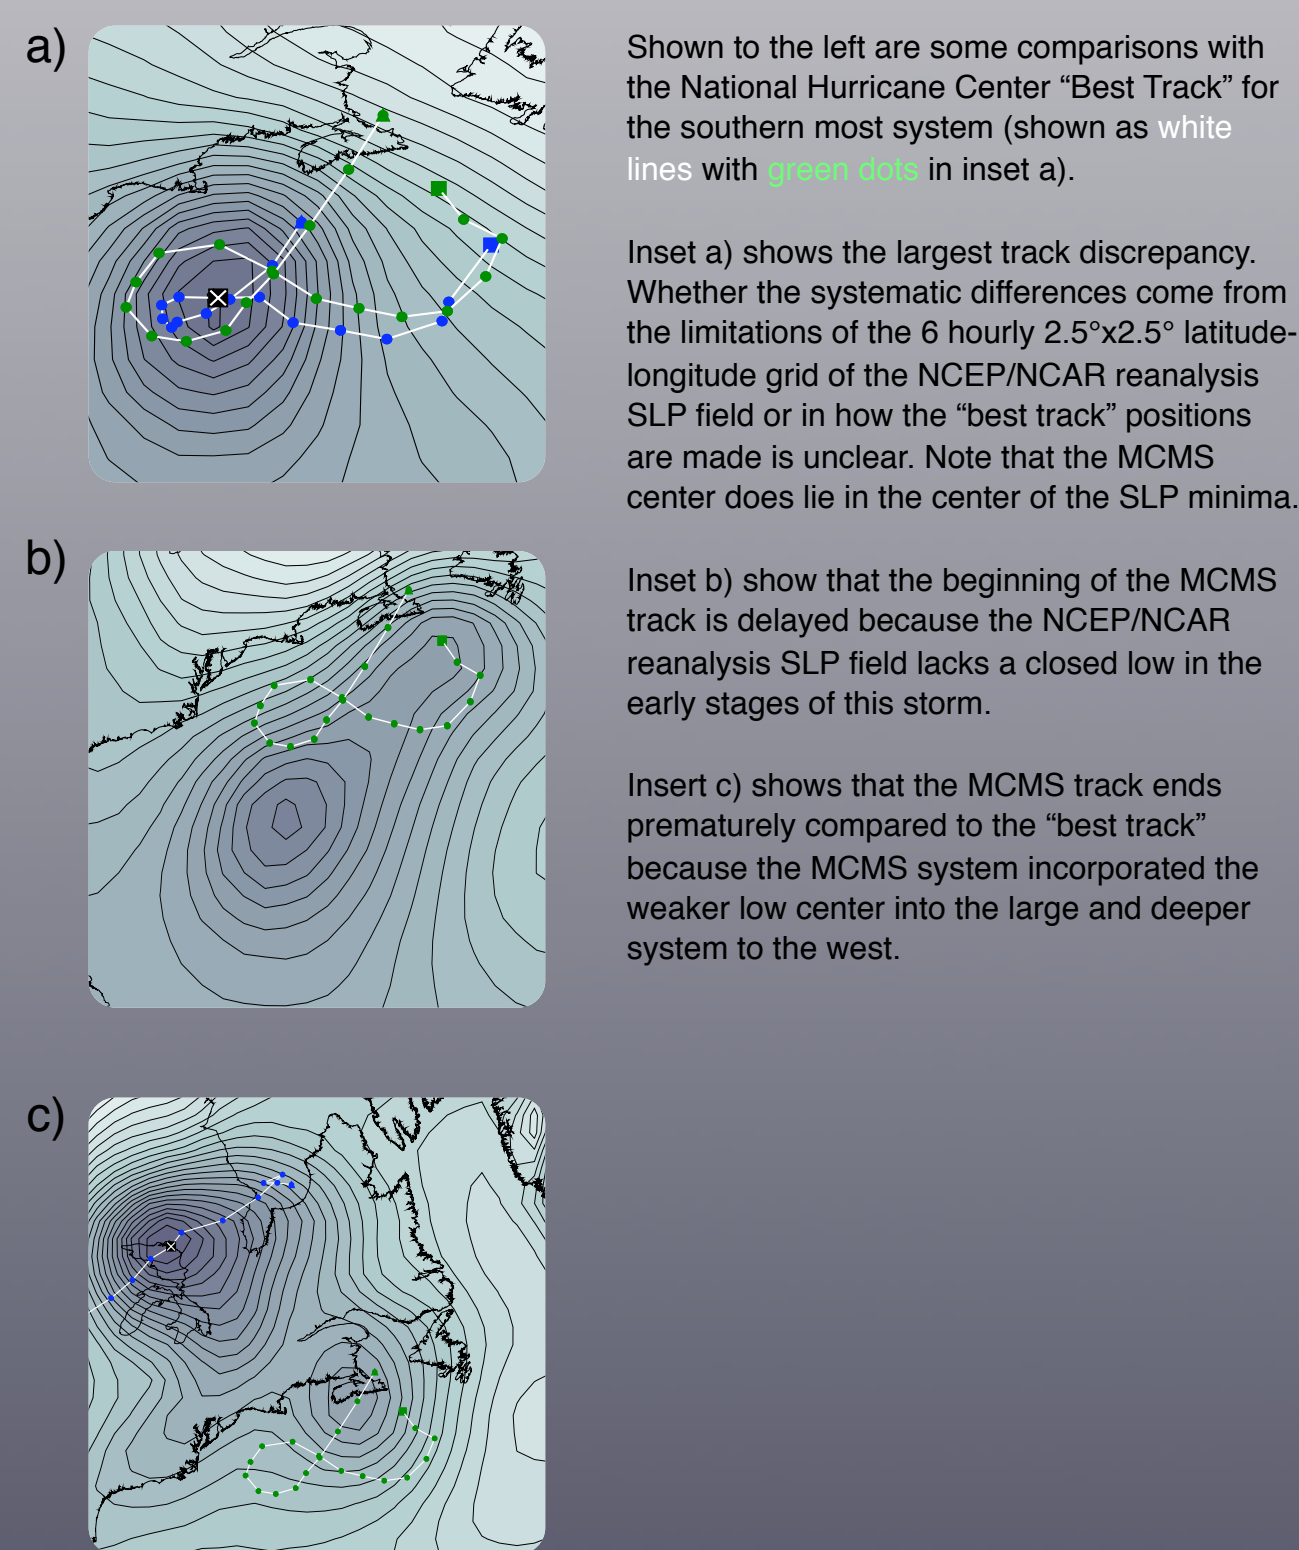 a)
Shown to the left are some comparisons with
the National Hurricane Center “Best Track” for
the southern most system (shown as white
lines with green dots in inset a).
Inset a) shows the largest track discrepancy.
Whether the systematic differences come from
the limitations of the 6 hourly 2.5°x2.5° latitude-
longitude grid of the NCEP/NCAR reanalysis
SLP field or in how the “best track” positions
are made is unclear. Note that the MCMS
center does lie in the center of the SLP minima.
b)
Inset b) show that the beginning of the MCMS
track is delayed because the NCEP/NCAR
reanalysis SLP field lacks a closed low in the
early stages of this storm.
Insert c) shows that the MCMS track ends
prematurely compared to the “best track”
because the MCMS system incorporated the
weaker low center into the large and deeper
system to the west.
c)